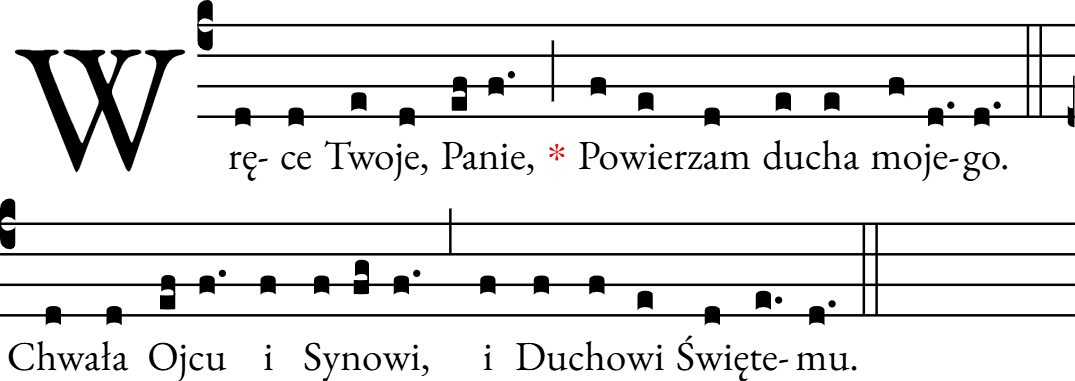 W rę- ce Twoje, Panie, * Powierzam ducha moje-go.
Chwała Ojcu i Synowi, i Duchowi Święte-mu.